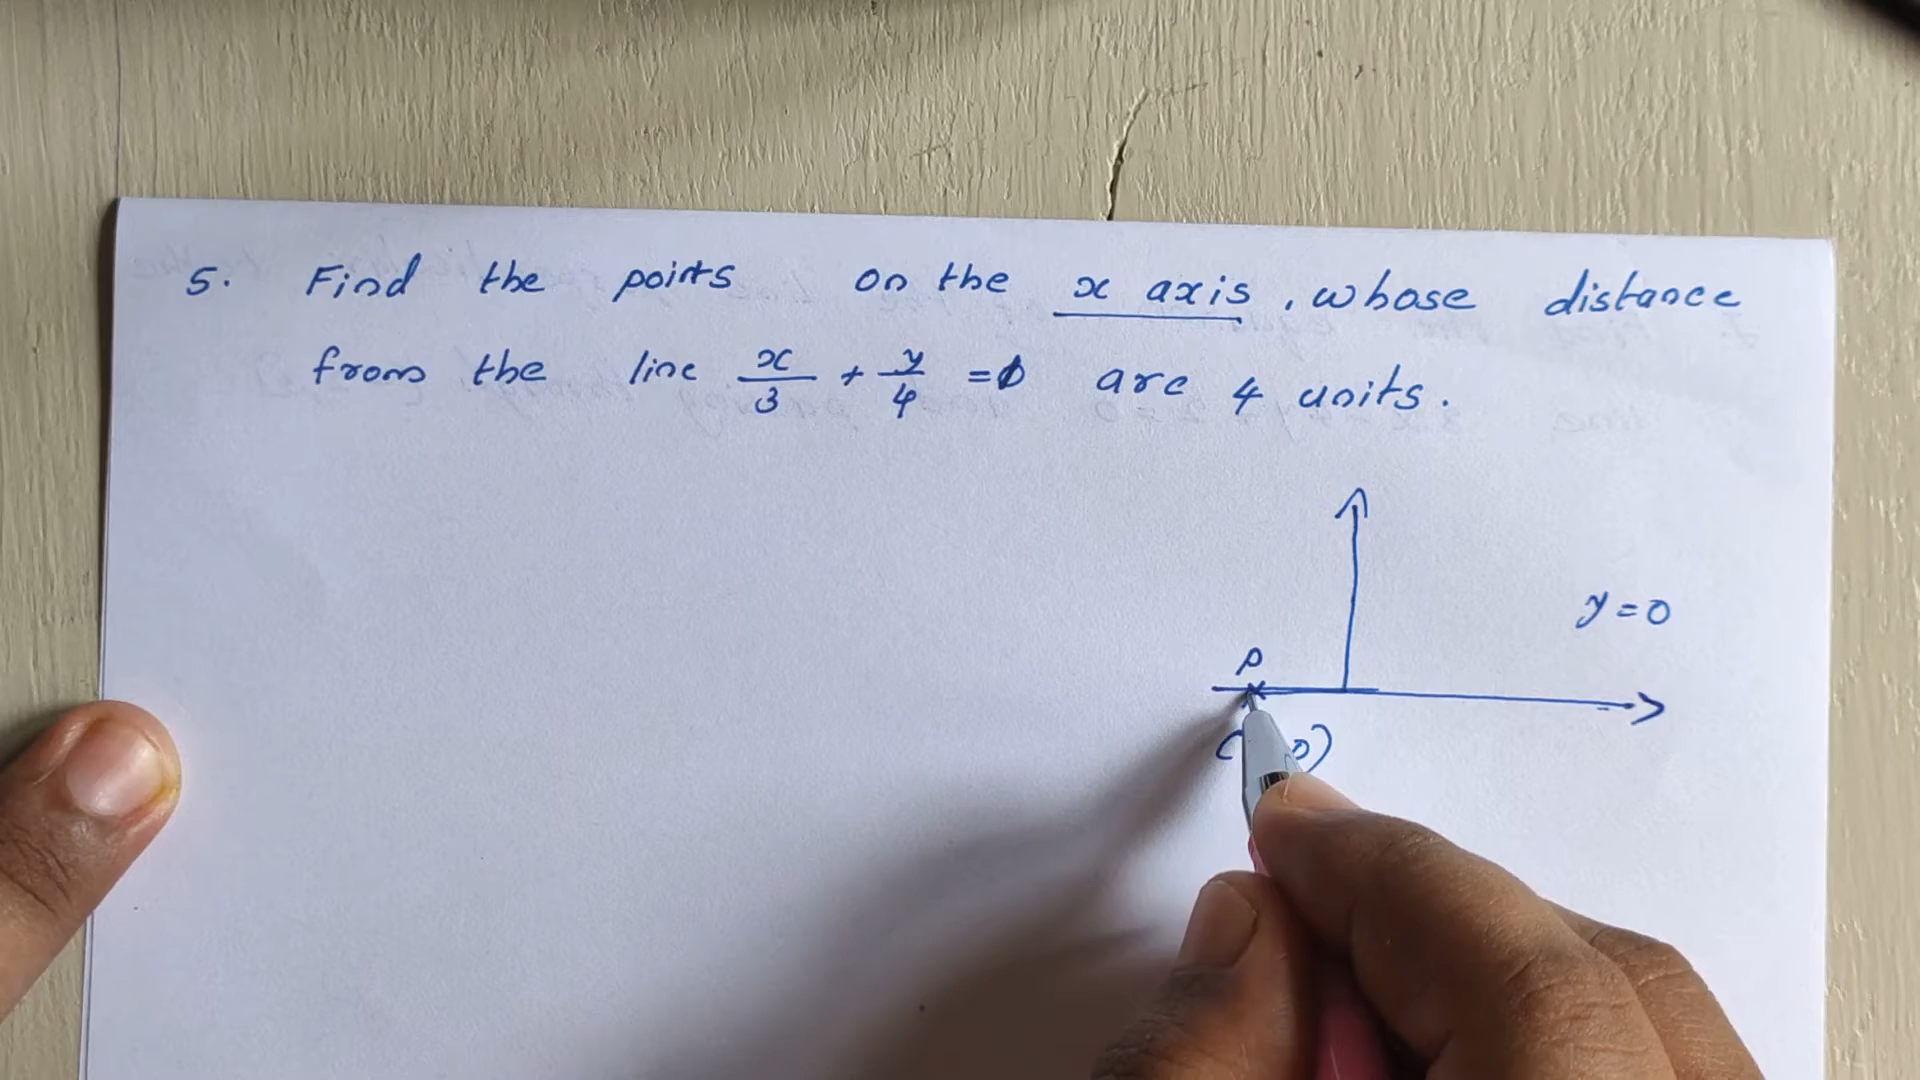 5. Find the points on the x axis, whose distance
from the line x/3 + y/4 = 1 are 4 units.
y = 0
P
( 0)